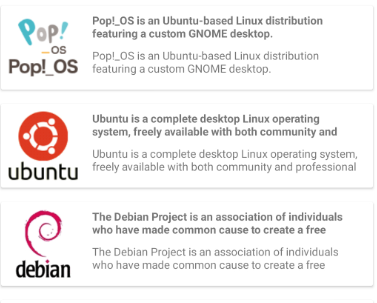 Pop!
_OS
Pop!_OS
Pop!_OS is an Ubuntu-based Linux distribution
featuring a custom GNOME desktop.
Pop!_OS is an Ubuntu-based Linux distribution
featuring a custom GNOME desktop.
ubuntu
Ubuntu is a complete desktop Linux operating
system, freely available with both community and
Ubuntu is a complete desktop Linux operating system,
freely available with both community and professional
debian
The Debian Project is an association of individuals
who have made common cause to create a free
The Debian Project is an association of individuals
who have made common cause to create a free